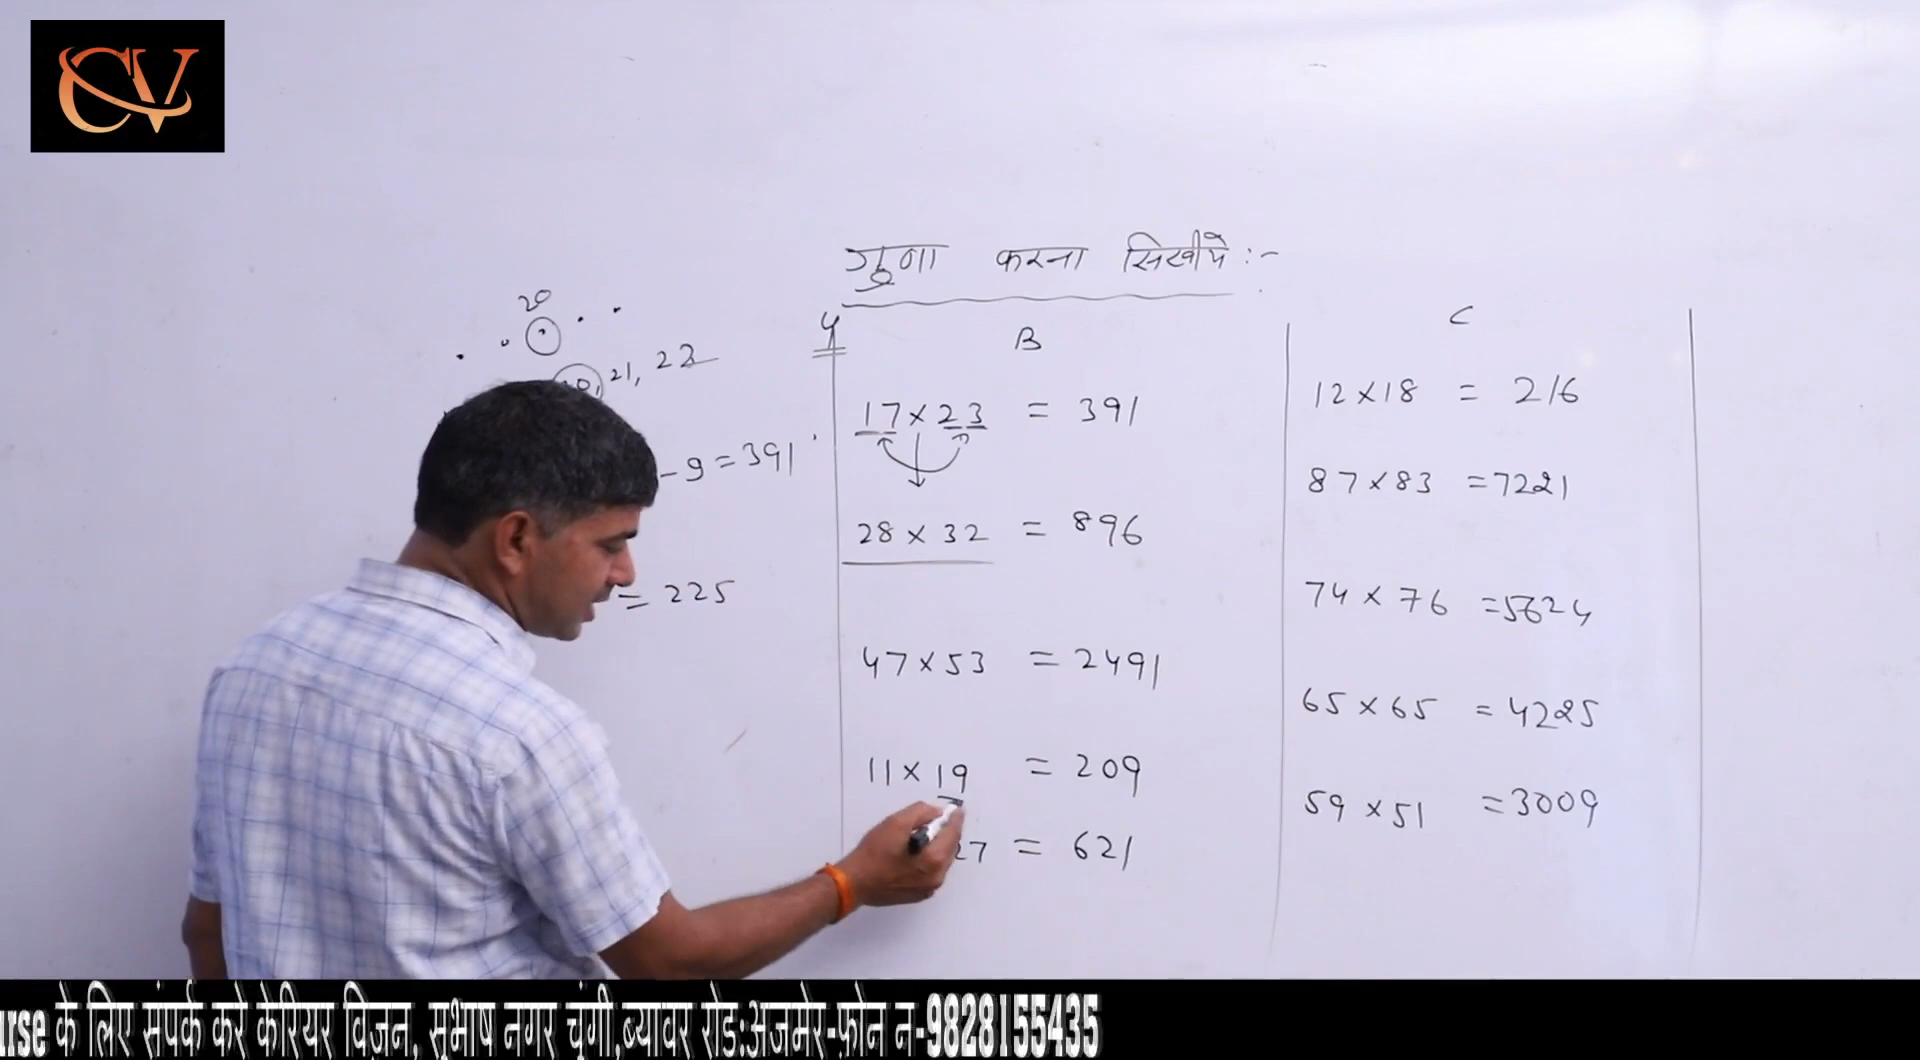 CV
गुणा करना सिखीये :-
20
21, 22
- 9 = 391
= 225
B
17 × 23 = 391
28 × 32 = 896
47 × 53 = 2491
11 × 19 = 209
27 = 621
C
12 × 18 = 216
87 × 83 = 7221
74 × 76 = 5624
65 × 65 = 4225
59 × 51 = 3009
urse के लिए संपर्क करे केरियर विज़न, सुभाष नगर चूंगी,ब्यावर रोड:अजमेर-फ़ोन न-9828155435